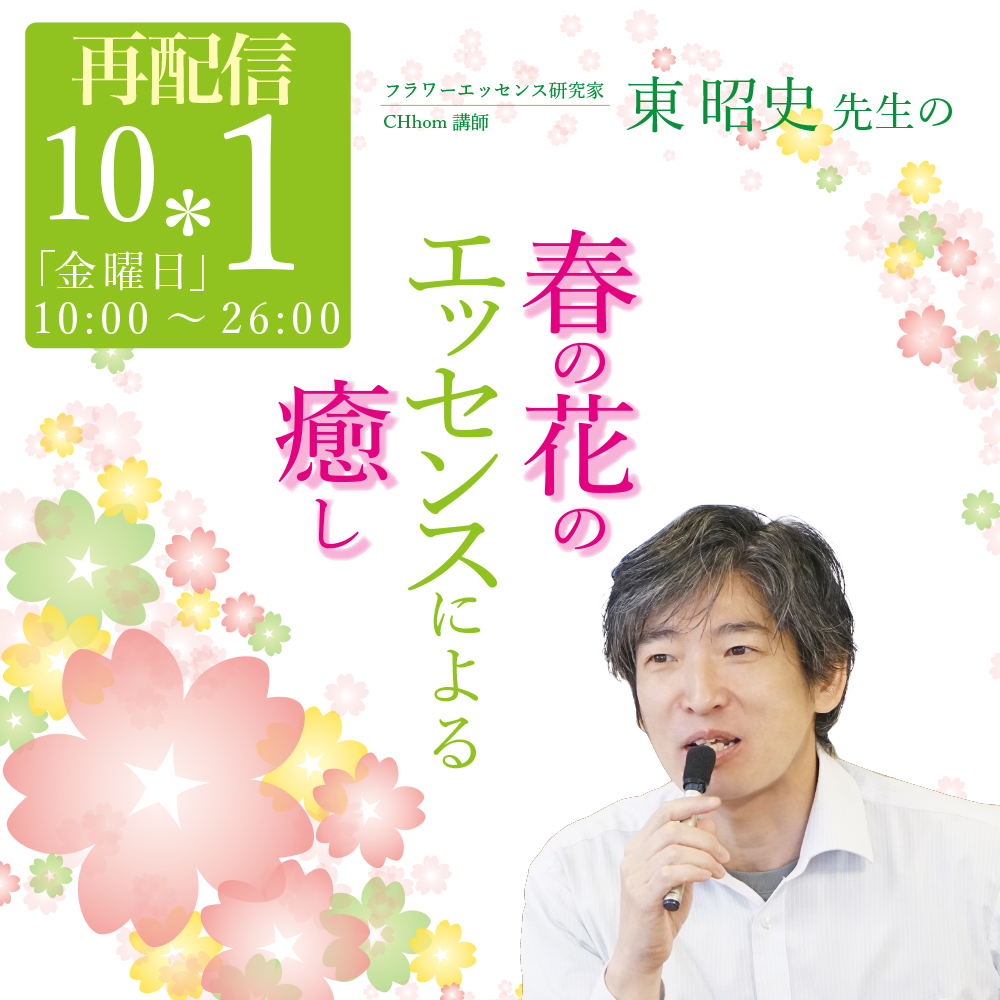 再配信
10*1
「金曜日」
10:00 ～ 26:00
フラワーエッセンス研究家
CHhom 講師
東 昭史 先生の
春の花の
エッセンスによる
癒し